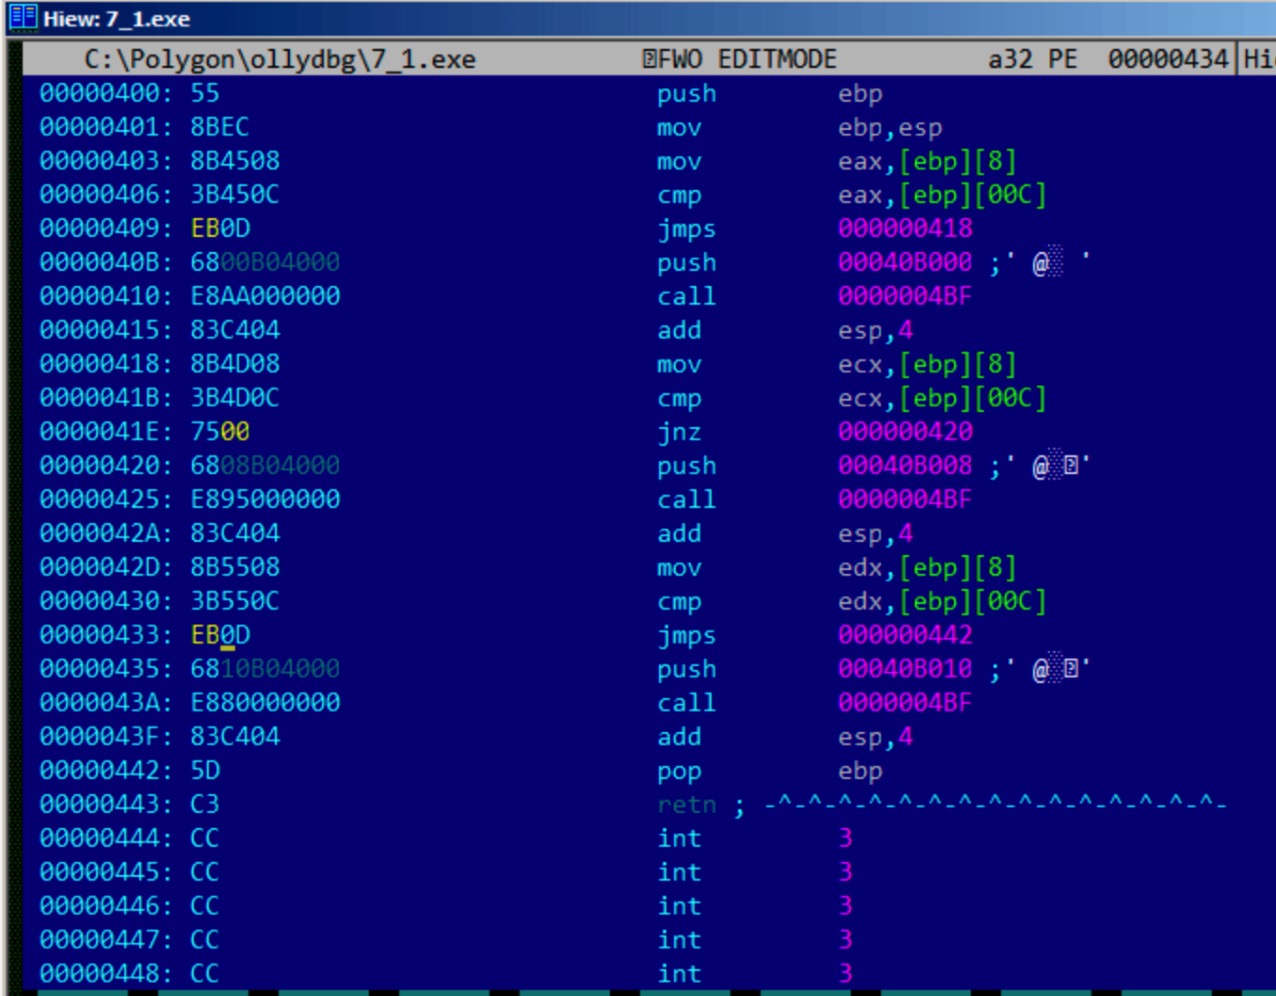 Hiew: 7_1.exe
C:\Polygon\ollydbg\7_1.exe FWO EDITMODE a32 PE 00000434 Hi
00000400: 55 push ebp
00000401: 8BEC mov ebp,esp
00000403: 8B4508 mov eax,[ebp][8]
00000406: 3B450C cmp eax,[ebp][00C]
00000409: EB0D jmps 000000418
0000040B: 6800B04000 push 00040B000 ;' @░ '
00000410: E8AA000000 call 0000004BF
00000415: 83C404 add esp,4
00000418: 8B4D08 mov ecx,[ebp][8]
0000041B: 3B4D0C cmp ecx,[ebp][00C]
0000041E: 7500 jnz 000000420
00000420: 6808B04000 push 00040B008 ;' @░'
00000425: E895000000 call 0000004BF
0000042A: 83C404 add esp,4
0000042D: 8B5508 mov edx,[ebp][8]
00000430: 3B550C cmp edx,[ebp][00C]
00000433: EB0D jmps 000000442
00000435: 6810B04000 push 00040B010 ;' @░'
0000043A: E880000000 call 0000004BF
0000043F: 83C404 add esp,4
00000442: 5D pop ebp
00000443: C3 retn ; -^-^-^-^-^-^-^-^-^-^-^-^-^-^-^-
00000444: CC int 3
00000445: CC int 3
00000446: CC int 3
00000447: CC int 3
00000448: CC int 3